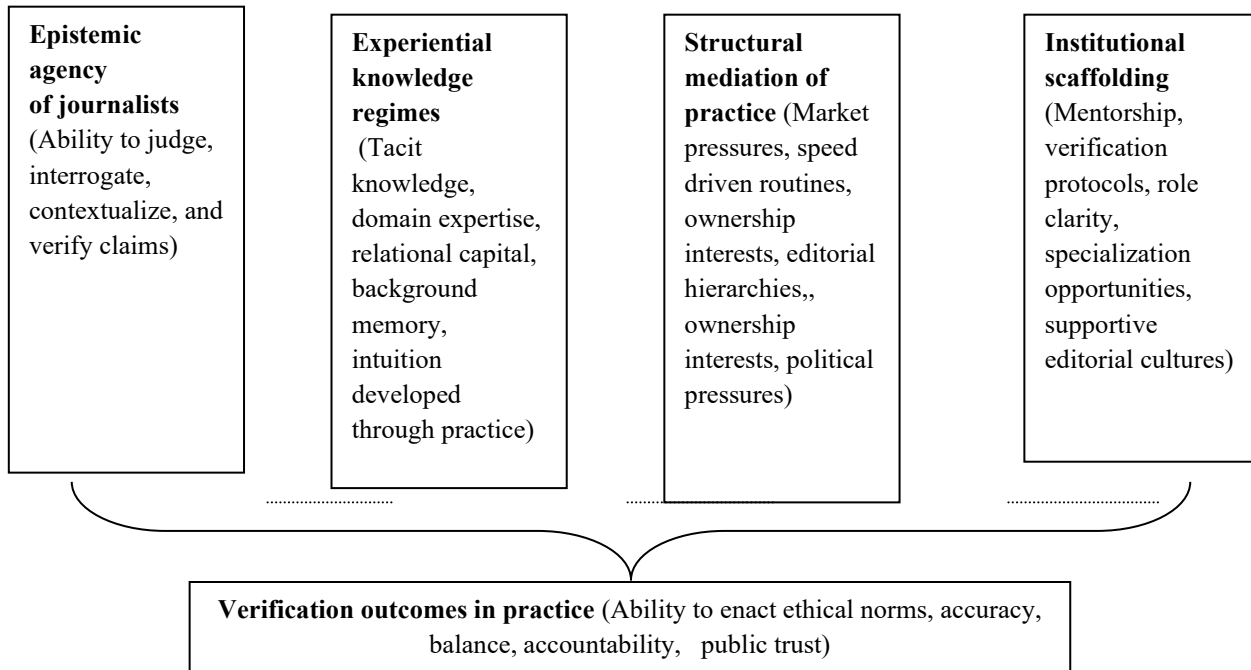 Epistemic
agency
of journalists
(Ability to judge,
interrogate,
contextualize, and
verify claims)
Experiential
knowledge
regimes
(Tacit
knowledge,
domain expertise,
relational capital,
background
memory,
intuition
developed
through practice)
Structural
mediation of
practice (Market
pressures, speed
driven routines,
ownership
interests, editorial
hierarchies,,
ownership
interests, political
pressures)
Institutional
scaffolding
(Mentorship,
verification
protocols, role
clarity,
specialization
opportunities,
supportive
editorial cultures)
Verification outcomes in practice (Ability to enact ethical norms, accuracy,
balance, accountability, public trust)